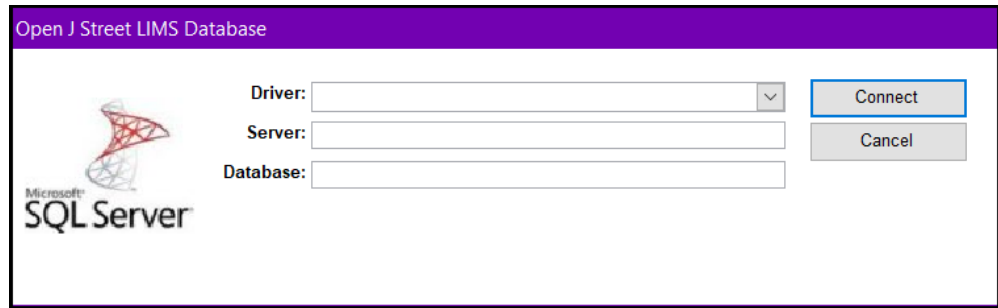 Open J Street LIMS Database
Driver:
Connect
Server:
Cancel
Database:
Microsoft®
SQL Server